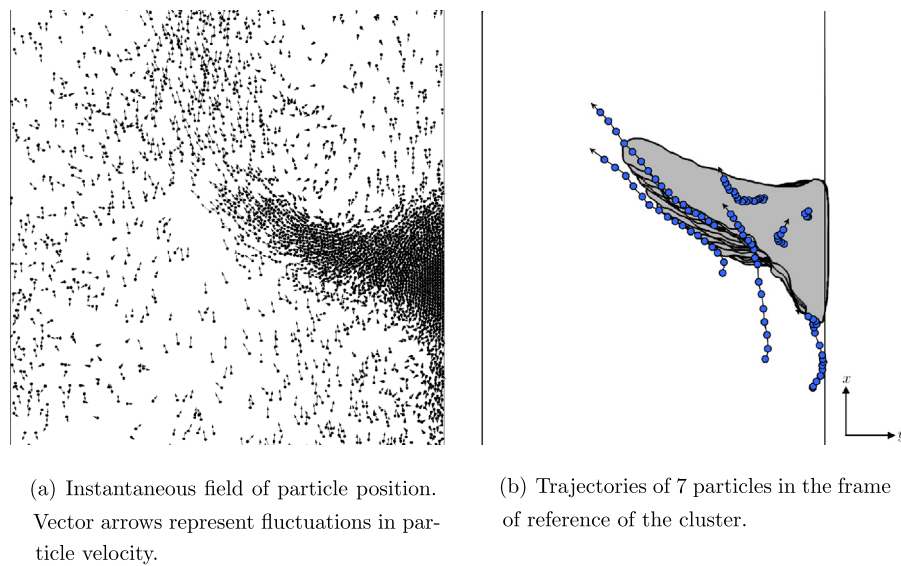 x
y
(a) Instantaneous field of particle position.
Vector arrows represent fluctuations in par-
ticle velocity.
(b) Trajectories of 7 particles in the frame
of reference of the cluster.